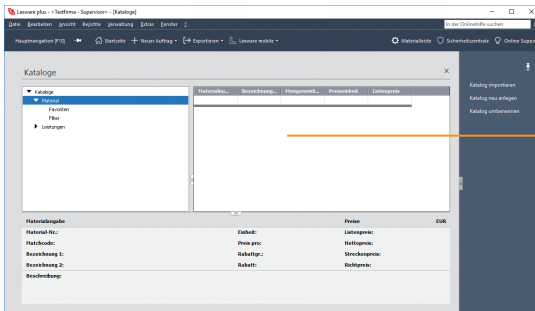 Lexware plus - <Testfirma - Supervisor> - [Kataloge]
Datei Bearbeiten Ansicht Berichte Verwaltung Extras Fenster ?
In der Onlinehilfe suchen
Hauptnavigation [F10] Startseite Neuer Auftrag Exportieren Lexware mobile Materialleiste Sicherheitszentrale Online Suppo
Kataloge
Kataloge
Material
Favoriten
Filter
Leistungen
Materialnu... Bezeichnung... Mengeneinh... Preiseinheit Listenpreis
Katalog importieren
Katalog neu anlegen
Katalog umbenennen
Materialangabe Preise EUR
Material-Nr.: Einheit: Listenpreis:
Matchcode: Preis pro: Nettopreis:
Bezeichnung 1: Rabattgr.: Streckenpreis:
Bezeichnung 2: Rabatt: Richtpreis:
Beschreibung: